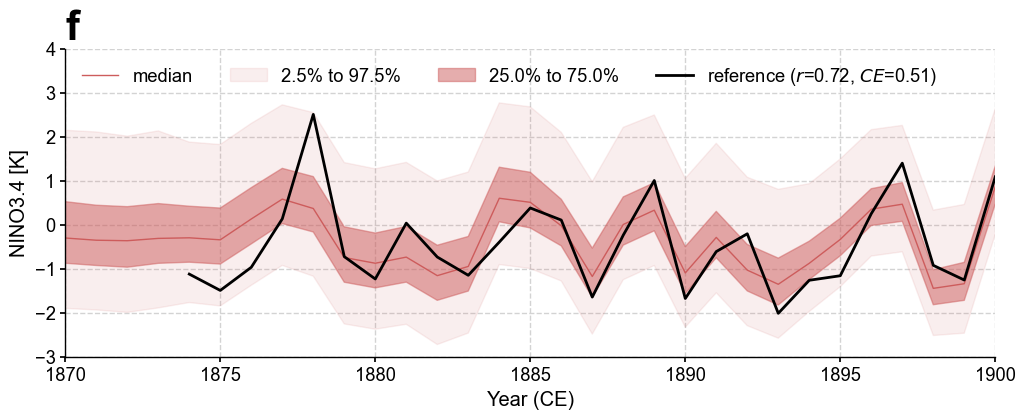 f
4
median
2.5% to 97.5%
25.0% to 75.0%
reference (r=0.72, CE=0.51)
3
2
1
0
−1
−2
−3
NINO3.4 [K]
1870
1875
1880
1885
1890
1895
1900
Year (CE)